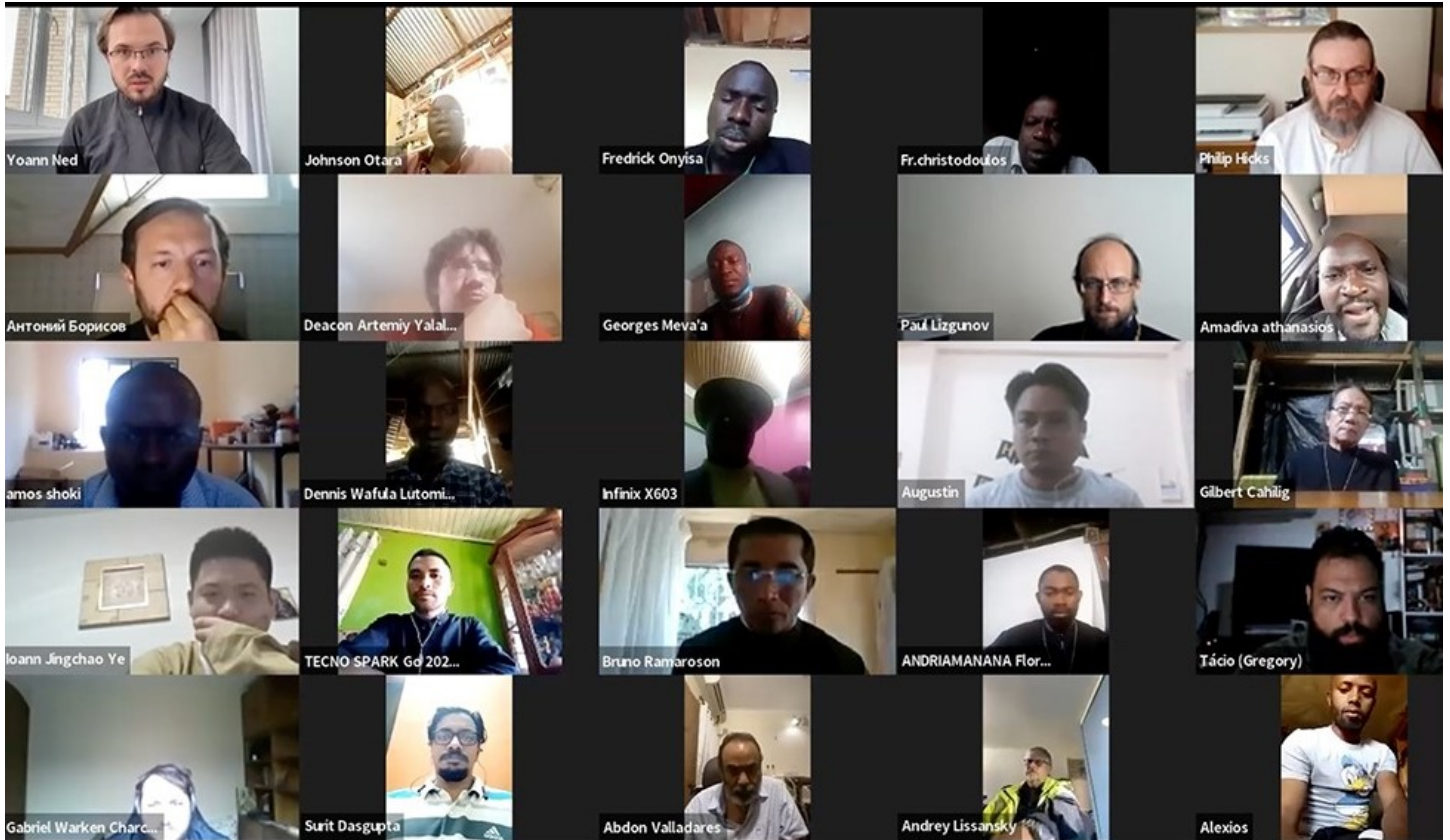 Yoann Ned
Johnson Otara
Fredrick Onyisa
Fr.christodoulos
Philip Hicks
Антоний Борисов
Deacon Artemiy Yalal...
Georges Meva'a
Paul Lizgunov
Amadiva athanasios
amos shoki
Dennis Wafula Lutomi...
Infinix X603
Augustin
Gilbert Cahilig
Ioann Jingchao Ye
TECNO SPARK Go 202...
Bruno Ramaroson
ANDRIAMANANA Flor...
Tácio (Gregory)
Gabriel Warken Charc...
Surit Dasgupta
Abdon Valladares
Andrey Lissansky
Alexios